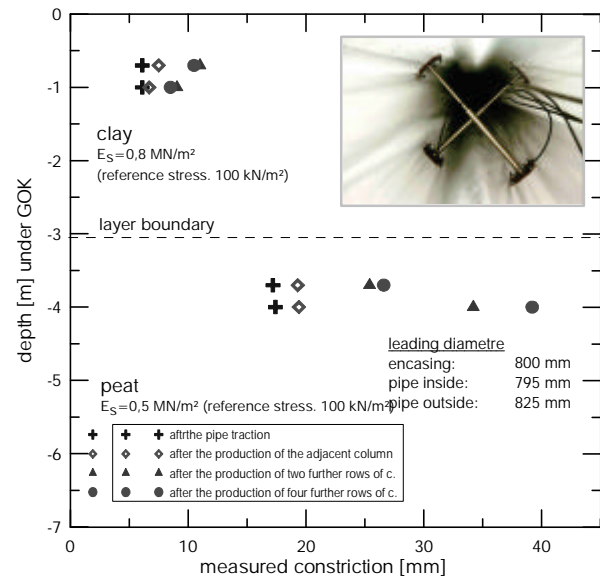 0
-1
-2
-3
-4
-5
-6
-7
depth [m] under GOK
clay
E_S=0,8 MN/m²
(reference stress. 100 kN/m²)
layer boundary
leading diametre
encasing: 800 mm
pipe inside: 795 mm
pipe outside: 825 mm
peat
E_S=0,5 MN/m² (reference stress. 100 kN/m²)
aftrthe pipe traction
after the production of the adjacent column
after the production of two further rows of c.
after the production of four further rows of c.
0 10 20 30 40
measured constriction [mm]